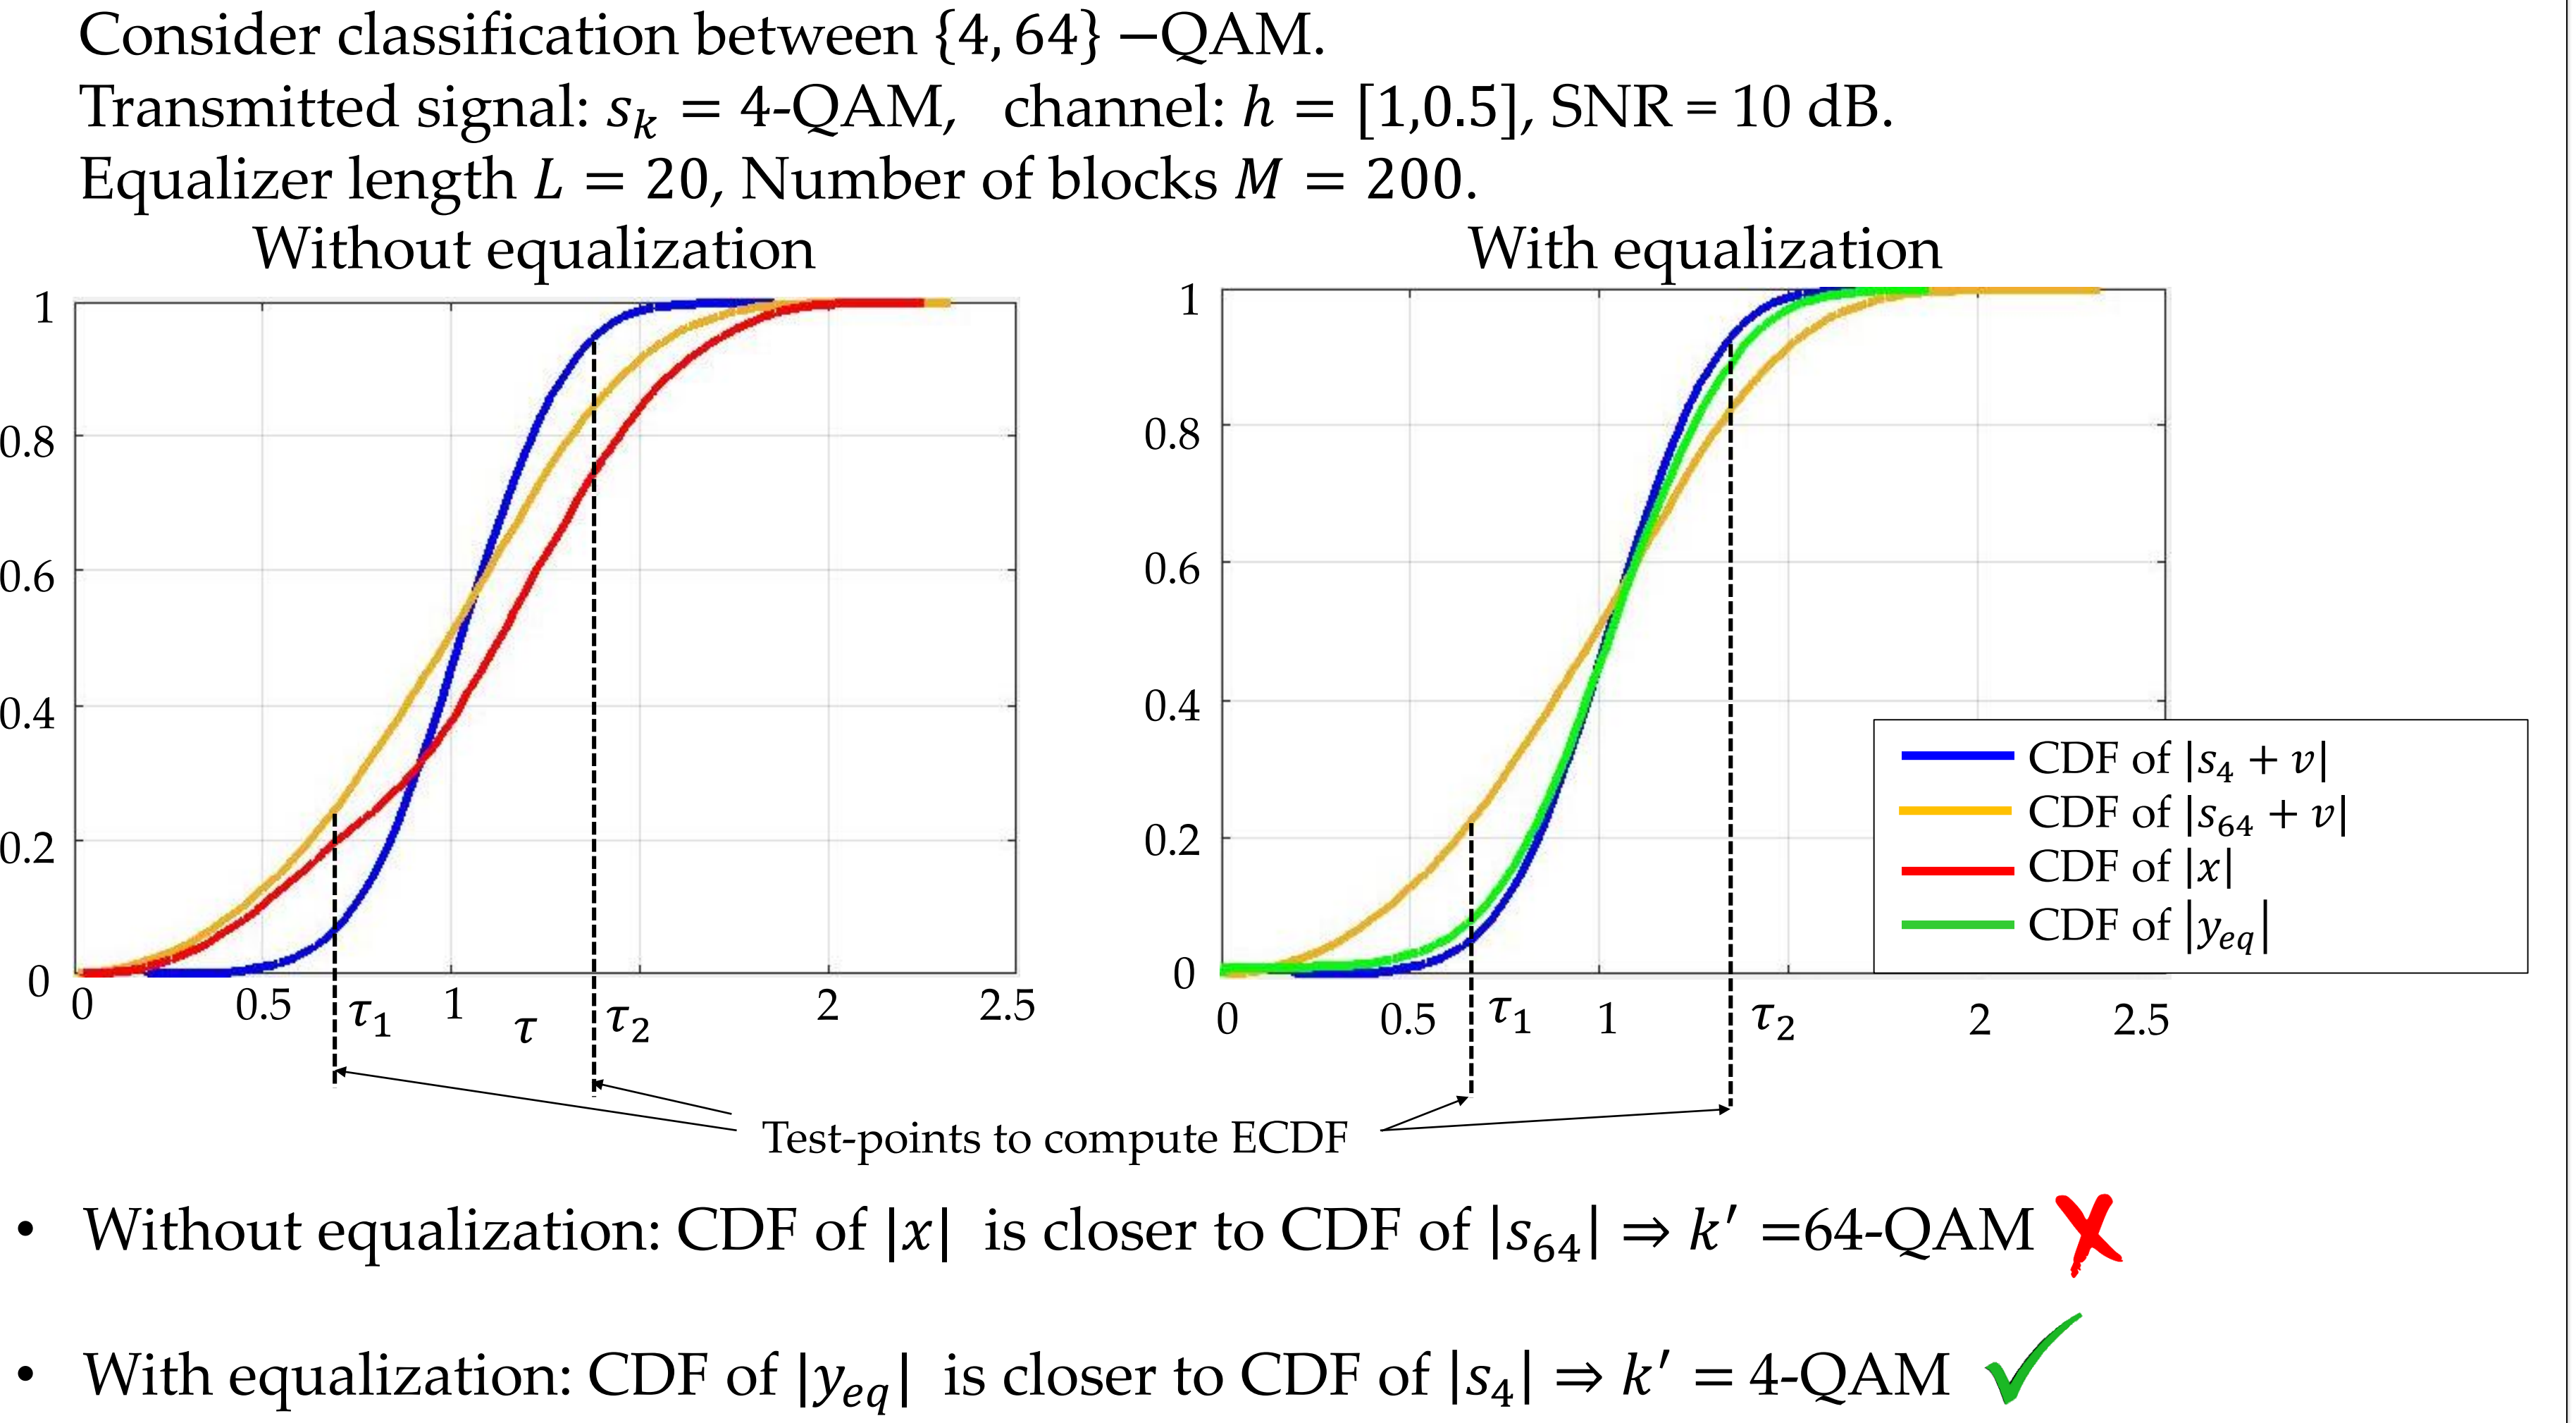 Consider classification between {4, 64} −QAM.
Transmitted signal: sₖ = 4-QAM, channel: h = [1,0.5], SNR = 10 dB.
Equalizer length L = 20, Number of blocks M = 200.
Without equalization
With equalization
1
0.8
0.6
0.4
0.2
0
0 0.5 τ₁ 1 τ τ₂ 2 2.5
1
0.8
0.6
0.4
0.2
0
0 0.5 τ₁ 1 τ₂ 2 2.5
CDF of |s₄ + v|
CDF of |s₆₄ + v|
CDF of |x|
CDF of |y_eq|
Test-points to compute ECDF
• Without equalization: CDF of |x| is closer to CDF of |s₆₄| ⇒ k′ =64-QAM
• With equalization: CDF of |y_eq| is closer to CDF of |s₄| ⇒ k′ = 4-QAM